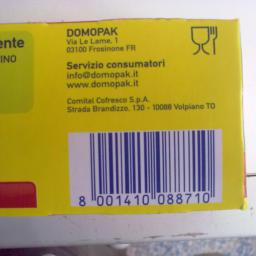 ente
INO
DOMOPAK
Via Le Lame, 1
03100 Frosinone FR
Servizio consumatori
info@domopak.it
www.domopak.it
Comital Cofresco S.p.A.
Strada Brandizzo, 130 - 10088 Volpiano TO
8 001410 088710